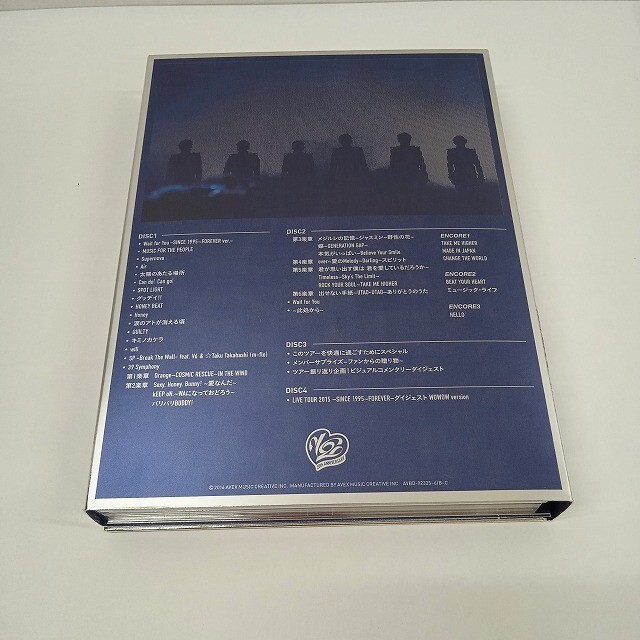 DISC1
• Wait for You -SINCE 1995~FOREVER ver.-
• MUSIC FOR THE PEOPLE
• Supernova
• Air
• 太陽のあたる場所
• Can do! Can go!
• SPOT LIGHT
• グッデイ!!
• HONEY BEAT
• Honey
• 涙のアトが消える頃
• GUILTY
• キミノカケラ
• will
• SP "Break The Wall" feat. V6 & ☆Taku Takahashi (m-flo)
• 39 Symphony
第1楽章 Orange~COSMIC RESCUE~IN THE WIND
第2楽章 Sexy. Honey. Bunny!~愛なんだ~
kEEP oN.~WAになっておどろう~
バリバリBUDDY!
DISC2
第3楽章 メジルシの記憶~ジャスミン~野性の花~
蝶~GENERATION GAP~
本気がいっぱい~Believe Your Smile
第4楽章 over~愛のMelody~Darling~スピリット
第5楽章 君が思い出す僕は 君を愛しているだろうか~
Timeless~Sky's The Limit~
ROCK YOUR SOUL~TAKE ME HIGHER
第6楽章 出せない手紙~UTAO-UTAO~ありがとうのうた
• Wait for You
• ~此処から~
ENCORE1
TAKE ME HIGHER
MADE IN JAPAN
CHANGE THE WORLD
ENCORE2
BEAT YOUR HEART
ミュージックライフ
ENCORE3
HELLO
DISC3
• このツアーを快適に過ごすためにスペシャル
• メンバーサプライズ~ファンからの贈り物~
• ツアー振り返り企画!ビジュアルコメンタリーダイジェスト
DISC4
• LIVE TOUR 2015 -SINCE 1995~FOREVER-ダイジェスト WOWOW version
20TH ANNIVERSARY
© 2016 AVEX MUSIC CREATIVE INC. MANUFACTURED BY AVEX MUSIC CREATIVE INC. AVBD-92325~6/B~C